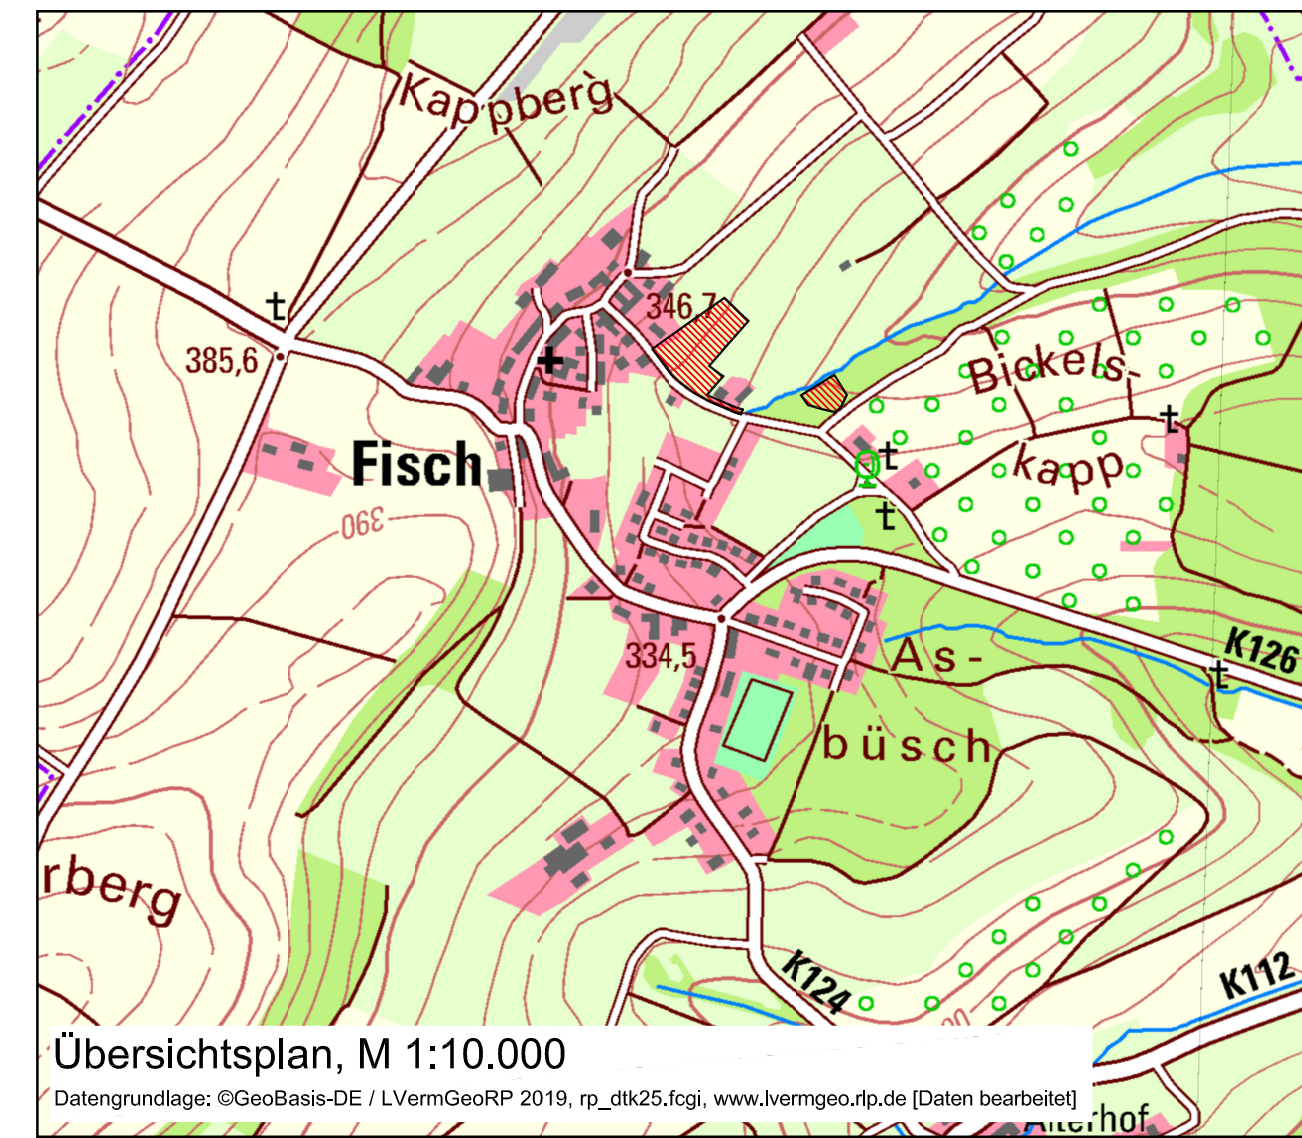 Kappberg
346,7
385,6
Bickels-
kapp
Fisch
390
K126
334,5
As-
büsch
rberg
K124
K112
Übersichtsplan, M 1:10.000
Datengrundlage: ©GeoBasis-DE / LVermGeoRP 2019, rp_dtk25.fcgi, www.lvermgeo.rlp.de [Daten bearbeitet]